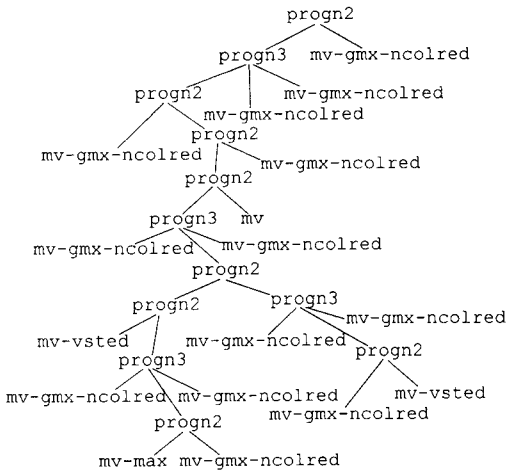 progn2
progn3 mv-gmx-ncolred
progn2 mv-gmx-ncolred
mv-gmx-ncolred
progn2
mv-gmx-ncolred mv-gmx-ncolred
progn2
progn3 mv
mv-gmx-ncolred mv-gmx-ncolred
progn2
progn2 progn3
mv-gmx-ncolred
mv-vsted mv-gmx-ncolred
progn3 progn2
mv-gmx-ncolred mv-gmx-ncolred mv-vsted
mv-gmx-ncolred
progn2
mv-max mv-gmx-ncolred